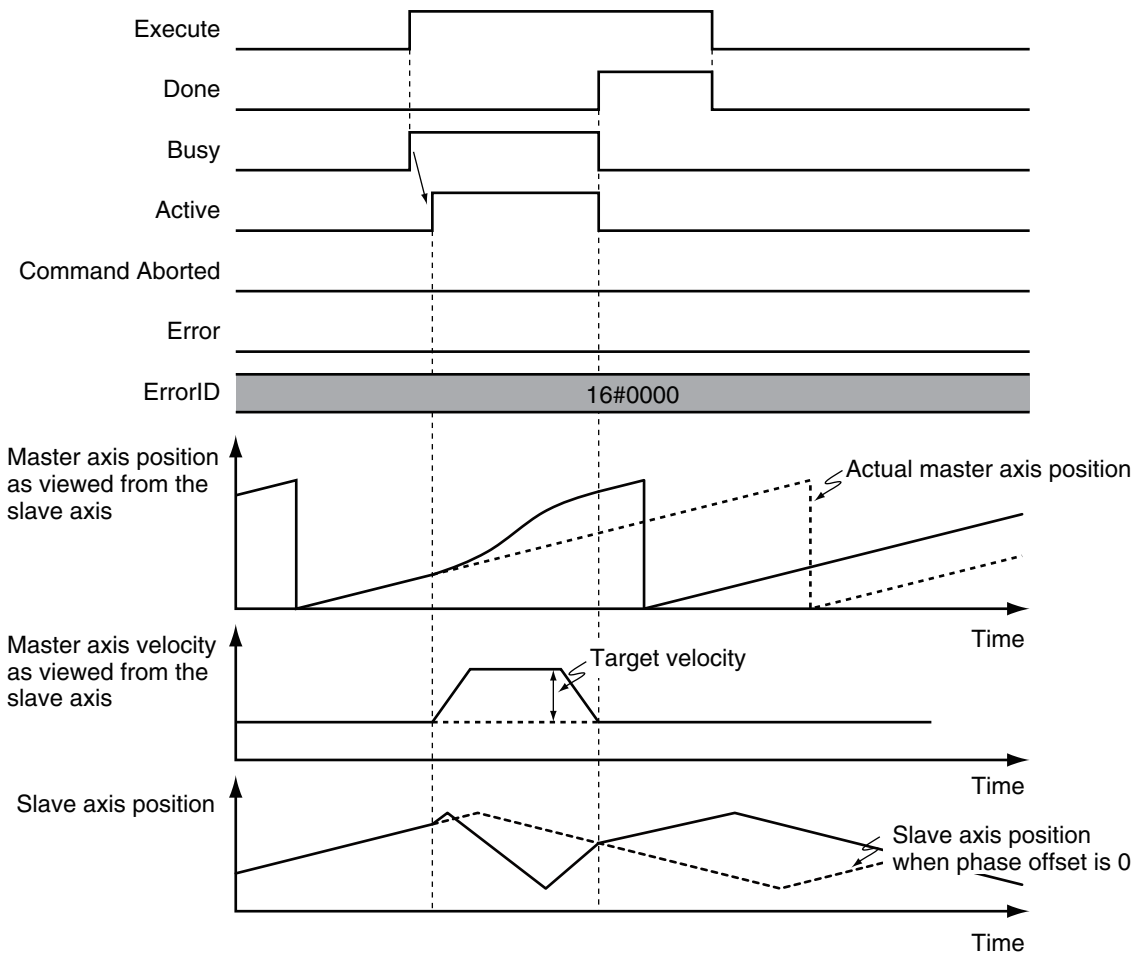 Execute
Done
Busy
Active
Command Aborted
Error
ErrorID
16#0000
Master axis position
as viewed from the
slave axis
Actual master axis position
Time
Master axis velocity
as viewed from the
slave axis
Target velocity
Time
Slave axis position
Slave axis position
when phase offset is 0
Time